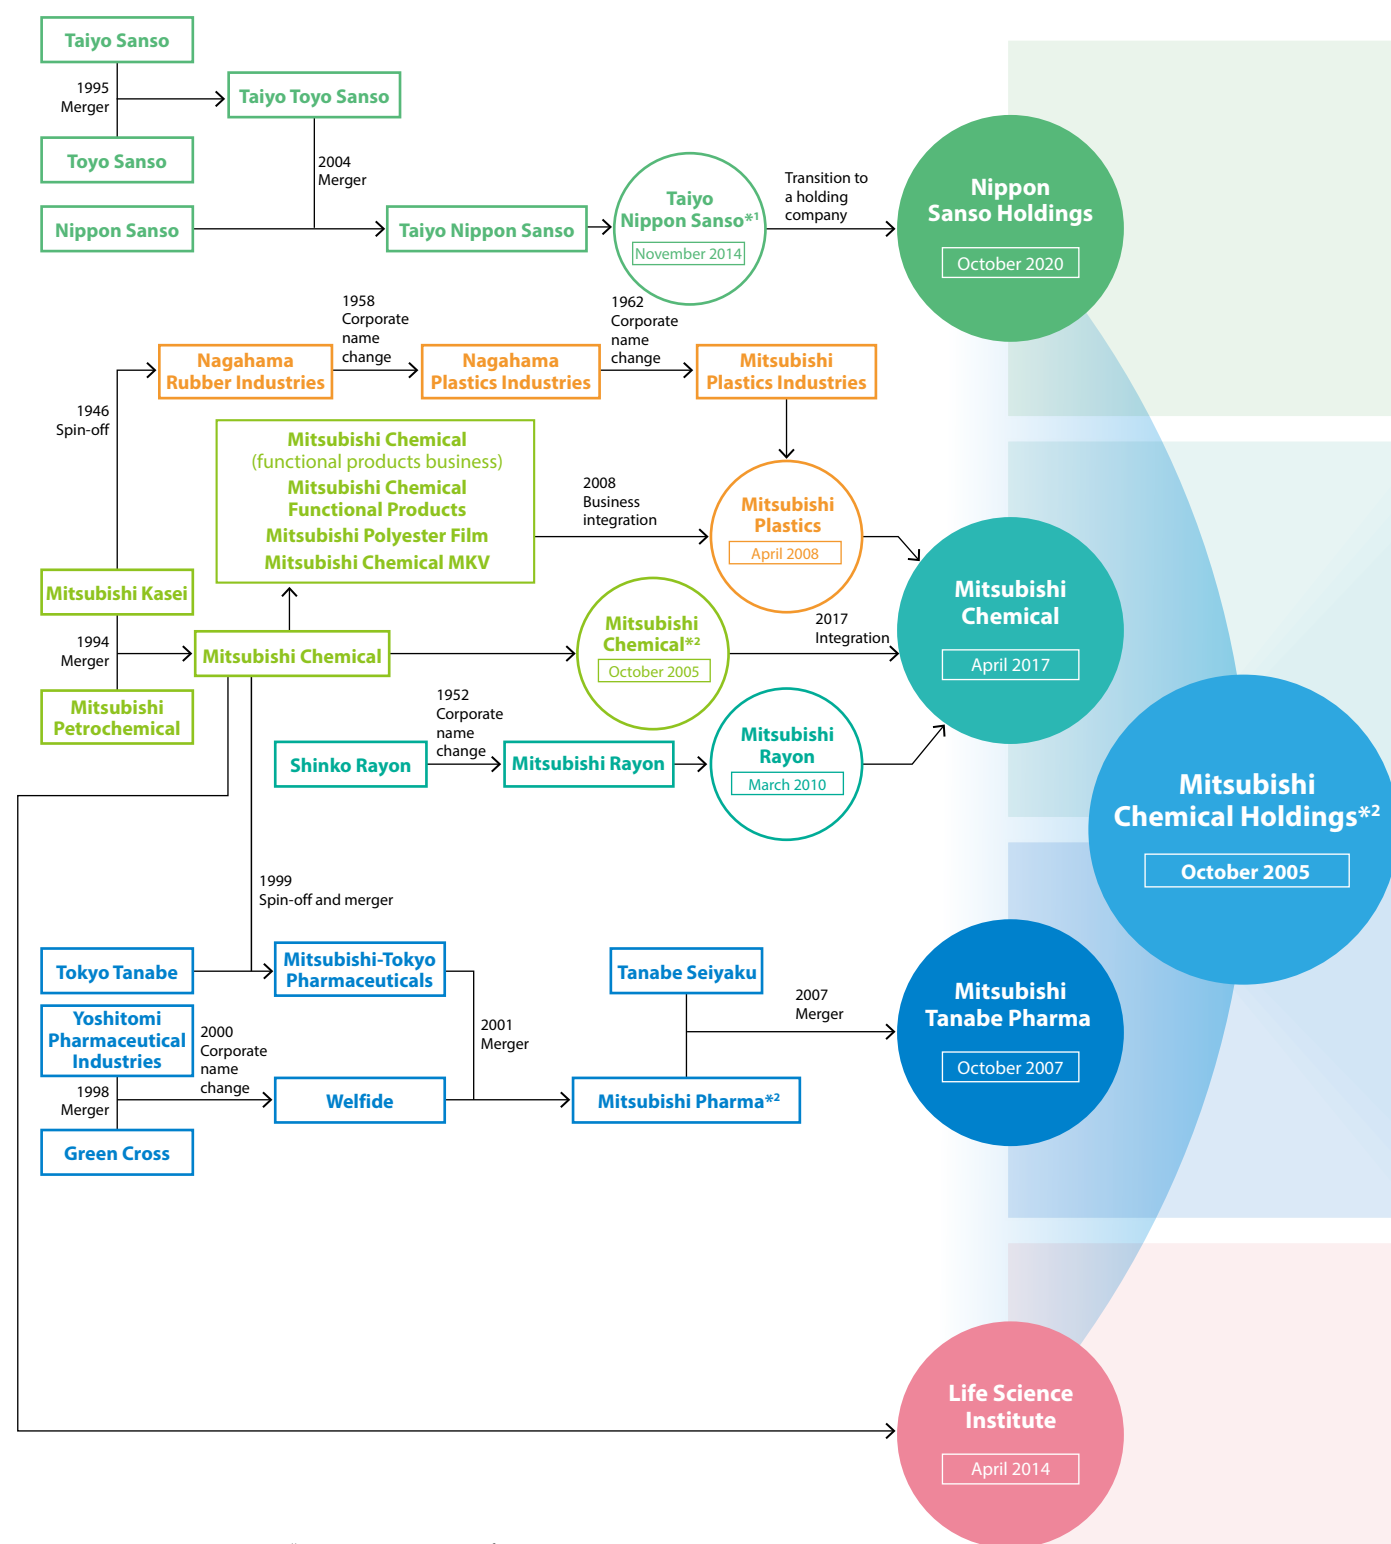 Taiyo Sanso
1995
Merger
Taiyo Toyo Sanso
Toyo Sanso
2004
Merger
Nippon Sanso
Taiyo Nippon Sanso
Taiyo
Nippon Sanso*1
November 2014
Transition to
a holding
company
Nippon
Sanso Holdings
October 2020
1946
Spin-off
Nagahama
Rubber Industries
1958
Corporate
name
change
Nagahama
Plastics Industries
1962
Corporate
name
change
Mitsubishi
Plastics Industries
Mitsubishi Chemical
(functional products business)
Mitsubishi Chemical
Functional Products
Mitsubishi Polyester Film
Mitsubishi Chemical MKV
2008
Business
integration
Mitsubishi
Plastics
April 2008
Mitsubishi Kasei
1994
Merger
Mitsubishi
Petrochemical
Mitsubishi Chemical
Mitsubishi
Chemical*2
October 2005
2017
Integration
Mitsubishi
Chemical
April 2017
Shinko Rayon
1952
Corporate
name
change
Mitsubishi Rayon
Mitsubishi
Rayon
March 2010
Mitsubishi
Chemical Holdings*2
October 2005
1999
Spin-off and merger
Tokyo Tanabe
Mitsubishi-Tokyo
Pharmaceuticals
Yoshitomi
Pharmaceutical
Industries
1998
Merger
Green Cross
2000
Corporate
name
change
Welfide
2001
Merger
Tanabe Seiyaku
Mitsubishi Pharma*2
2007
Merger
Mitsubishi
Tanabe Pharma
October 2007
Life Science
Institute
April 2014